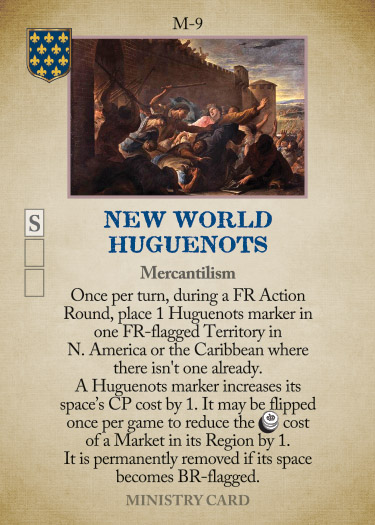 M-9
S
NEW WORLD
HUGUENOTS
Mercantilism
Once per turn, during a FR Action
Round, place 1 Huguenots marker in
one FR-flagged Territory in
N. America or the Caribbean where
there isn't one already.
A Huguenots marker increases its
space's CP cost by 1. It may be flipped
once per game to reduce the cost
of a Market in its Region by 1.
It is permanently removed if its space
becomes BR-flagged.
MINISTRY CARD